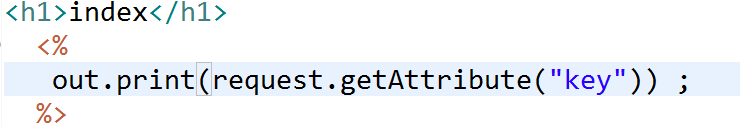 <h1>index</h1>
<%
out.print(request.getAttribute("key")) ;
%>